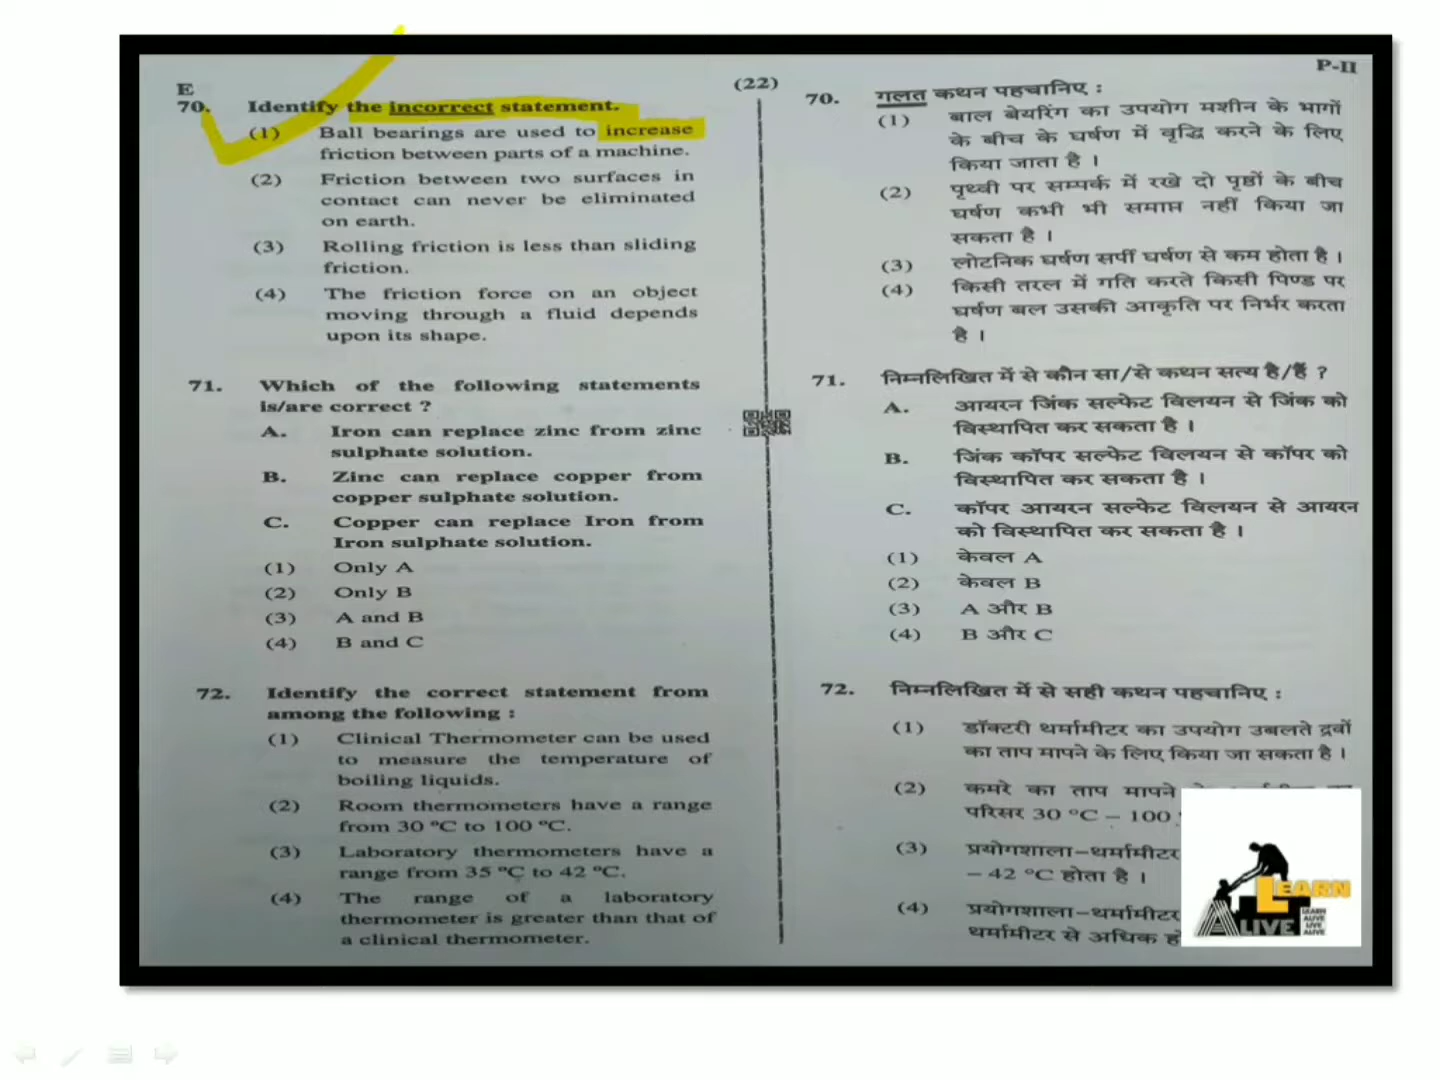 E
(22)
P-II
70. Identify the incorrect statement.
(1) Ball bearings are used to increase
friction between parts of a machine.
(2) Friction between two surfaces in
contact can never be eliminated
on earth.
(3) Rolling friction is less than sliding
friction.
(4) The friction force on an object
moving through a fluid depends
upon its shape.
71. Which of the following statements
is/are correct ?
A. Iron can replace zinc from zinc
sulphate solution.
B. Zinc can replace copper from
copper sulphate solution.
C. Copper can replace Iron from
Iron sulphate solution.
(1) Only A
(2) Only B
(3) A and B
(4) B and C
72. Identify the correct statement from
among the following :
(1) Clinical Thermometer can be used
to measure the temperature of
boiling liquids.
(2) Room thermometers have a range
from 30 °C to 100 °C.
(3) Laboratory thermometers have a
range from 35 °C to 42 °C.
(4) The range of a laboratory
thermometer is greater than that of
a clinical thermometer.
70. गलत कथन पहचानिए :
(1) बाल बेयरिंग का उपयोग मशीन के भागों
के बीच के घर्षण में वृद्धि करने के लिए
किया जाता है ।
(2) पृथ्वी पर सम्पर्क में रखे दो पृष्ठों के बीच
घर्षण कभी भी समाप्त नहीं किया जा
सकता है ।
(3) लोटनिक घर्षण सर्पी घर्षण से कम होता है ।
(4) किसी तरल में गति करते किसी पिण्ड पर
घर्षण बल उसकी आकृति पर निर्भर करता
है ।
71. निम्नलिखित में से कौन सा/से कथन सत्य है/हैं ?
A. आयरन जिंक सल्फेट विलयन से जिंक को
विस्थापित कर सकता है ।
B. जिंक कॉपर सल्फेट विलयन से कॉपर को
विस्थापित कर सकता है ।
C. कॉपर आयरन सल्फेट विलयन से आयरन
को विस्थापित कर सकता है ।
(1) केवल A
(2) केवल B
(3) A और B
(4) B और C
72. निम्नलिखित में से सही कथन पहचानिए :
(1) डॉक्टरी थर्मामीटर का उपयोग उबलते द्रवों
का ताप मापने के लिए किया जा सकता है ।
(2) कमरे का ताप मापने
परिसर 30 °C – 100
(3) प्रयोगशाला-थर्मामीटर
– 42 °C होता है ।
(4) प्रयोगशाला-थर्मामीटर
थर्मामीटर से अधिक
LEARN
ALIVE
LEARN
ALIVE
LIVE
ALIVE